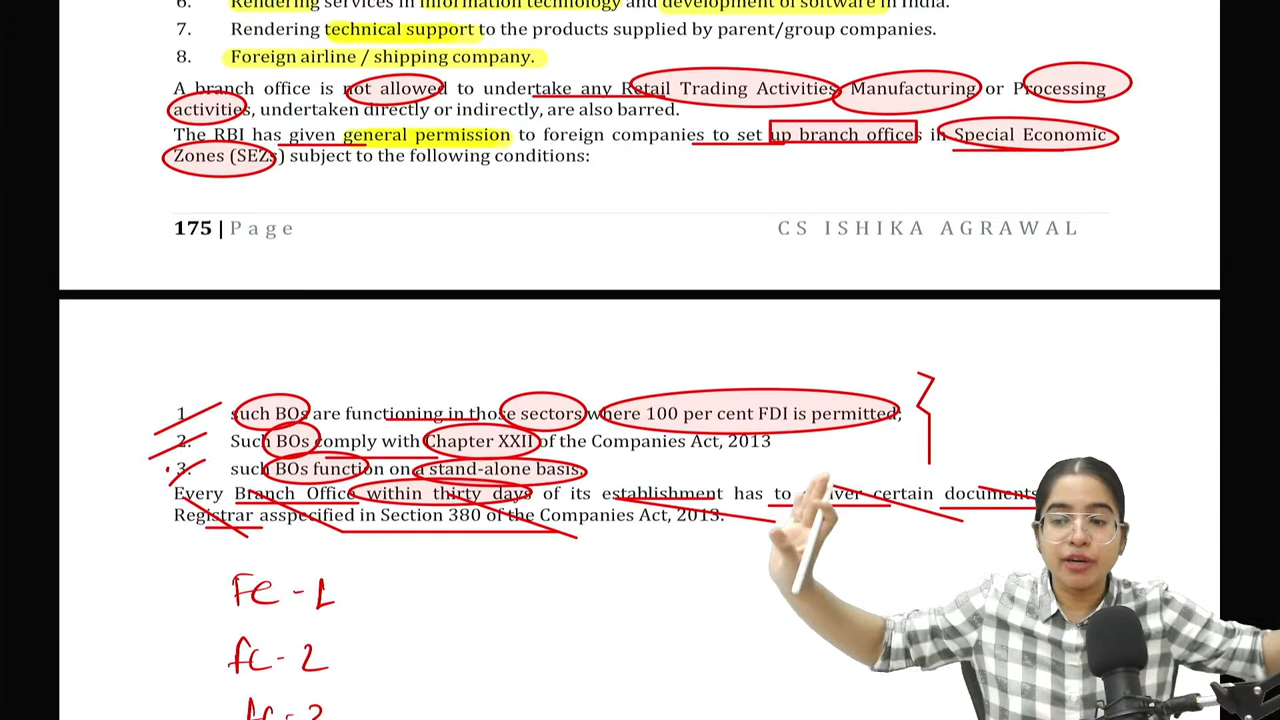 6. Rendering services in information technology and development of software in India.
7. Rendering technical support to the products supplied by parent/group companies.
8. Foreign airline / shipping company.
A branch office is not allowed to undertake any Retail Trading Activities, Manufacturing or Processing
activities, undertaken directly or indirectly, are also barred.
The RBI has given general permission to foreign companies to set up branch offices in Special Economic
Zones (SEZs) subject to the following conditions:
175 | Page CS ISHIKA AGRAWAL
1. such BOs are functioning in those sectors where 100 per cent FDI is permitted;
2. Such BOs comply with Chapter XXII of the Companies Act, 2013
3. such BOs function on a stand-alone basis.
Every Branch Office within thirty days of its establishment has to deliver certain documents
Registrar asspecified in Section 380 of the Companies Act, 2013.
FC - 1
FC - 2